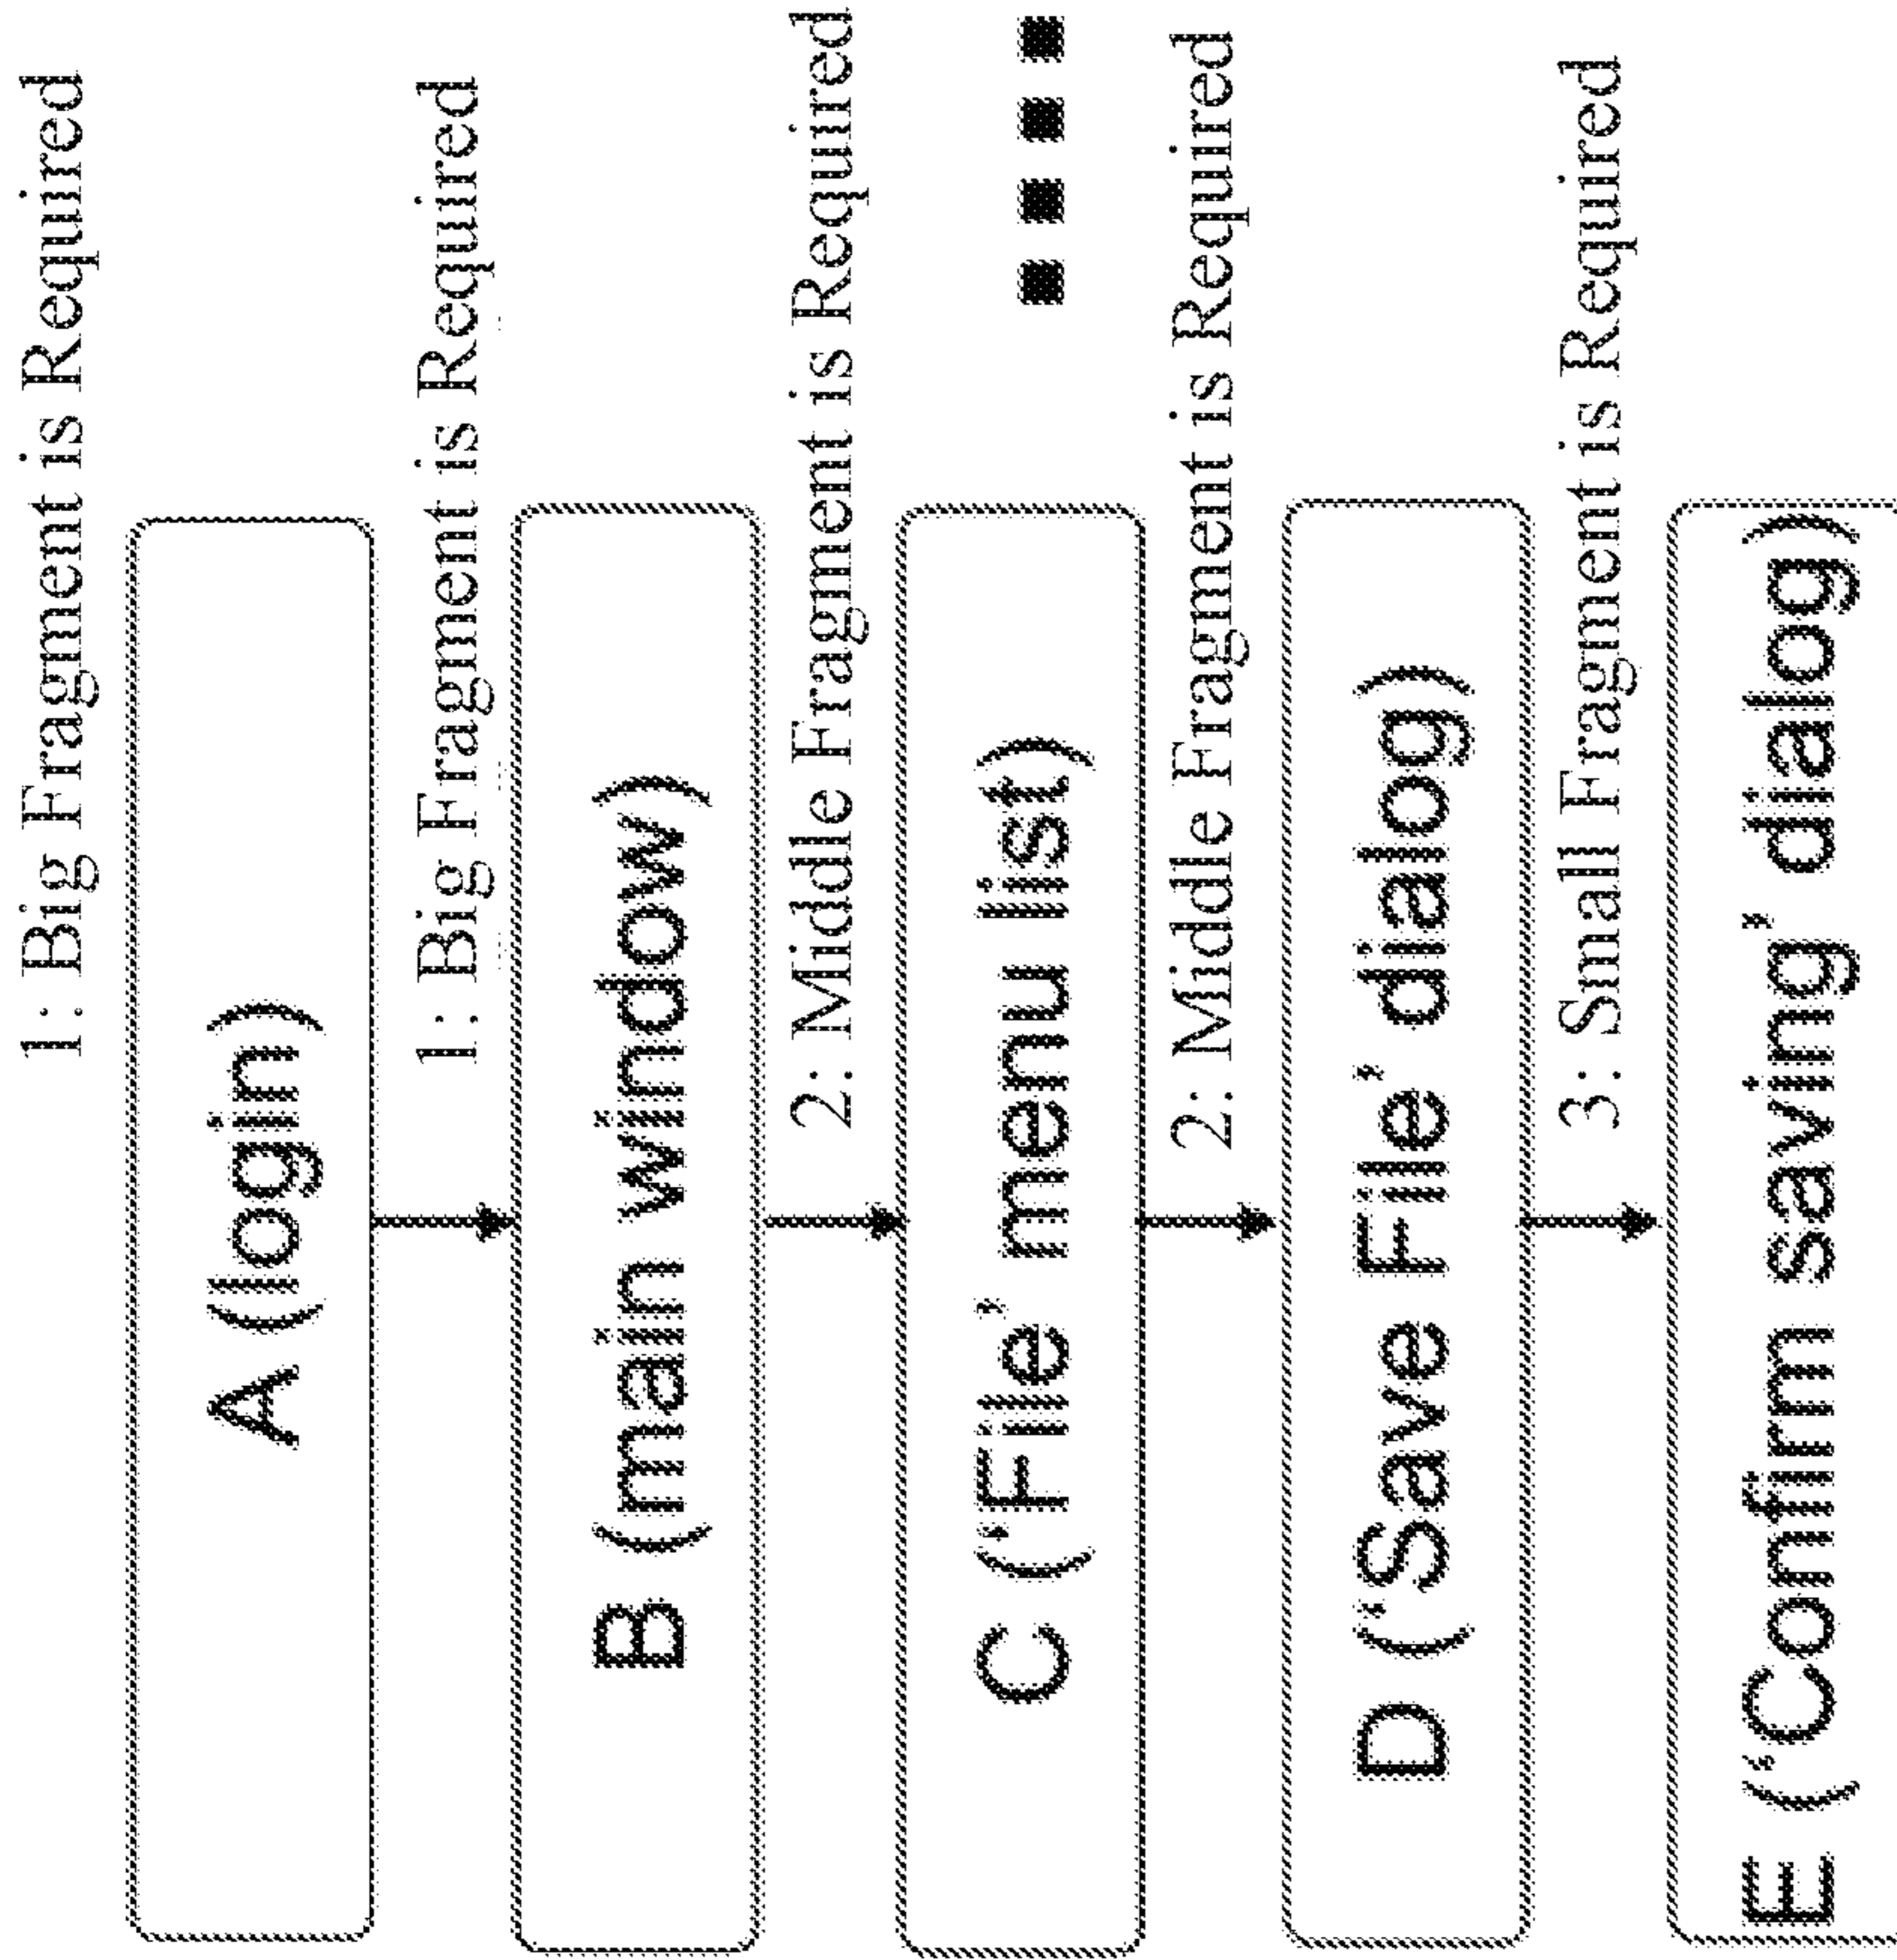 1: Big Fragment is Required
A (login)
1: Big Fragment is Required
B (main window)
2: Middle Fragment is Required
C (‘File’ menu list)
2: Middle Fragment is Required
D (‘Save File’ dialog)
3: Small Fragment is Required
E (‘Confirm saving’ dialog)